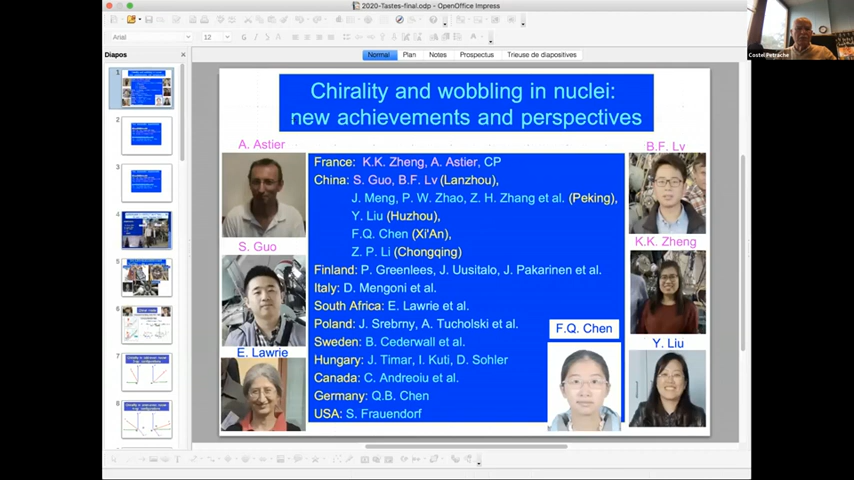 2020-Tastes-final.odp - OpenOffice Impress
Arial
12
Diapos
Normal
Plan
Notes
Prospectus
Trieuse de diapositives
Costel Petrache
1
2
3
4
5
6
7
8
Chirality and wobbling in nuclei:
new achievements and perspectives
A. Astier
S. Guo
E. Lawrie
France: K.K. Zheng, A. Astier, CP
China: S. Guo, B.F. Lv (Lanzhou),
J. Meng, P. W. Zhao, Z. H. Zhang et al. (Peking),
Y. Liu (Huzhou),
F.Q. Chen (Xi'An),
Z. P. Li (Chongqing)
Finland: P. Greenlees, J. Uusitalo, J. Pakarinen et al.
Italy: D. Mengoni et al.
South Africa: E. Lawrie et al.
Poland: J. Srebrny, A. Tucholski et al.
Sweden: B. Cederwall et al.
Hungary: J. Timar, I. Kuti, D. Sohler
Canada: C. Andreoiu et al.
Germany: Q.B. Chen
USA: S. Frauendorf
F.Q. Chen
B.F. Lv
K.K. Zheng
Y. Liu